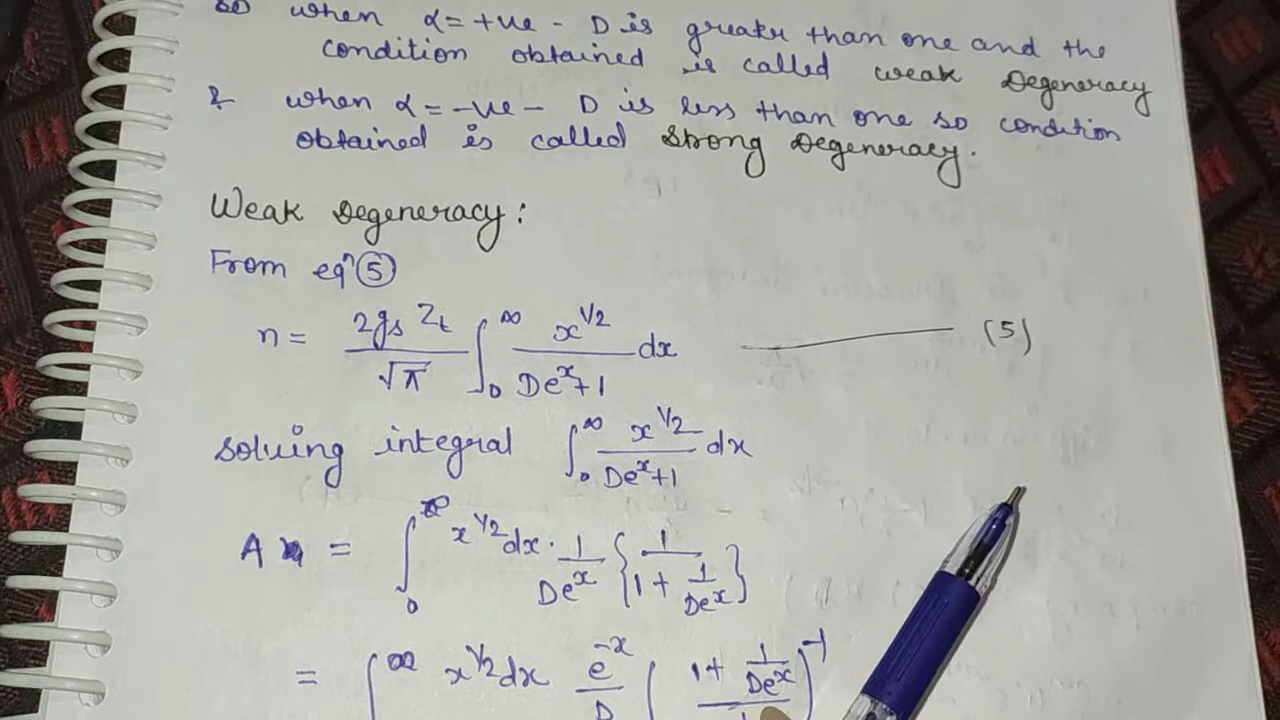 so when α = +ve - D is greater than one and the
condition obtained is called weak Degeneracy
& when α = -ve - D is less than one so condition
obtained is called Strong Degeneracy.
Weak Degeneracy:
From eqⁿ ⑤
n = 2gs Zt / √π ∫₀^∞ x^1/2 / De^x+1 dx (5)
solving integral ∫₀^∞ x^1/2 / De^x+1 dx
A = ∫₀^∞ x^1/2 dx · 1/De^x { 1 / 1 + 1/De^x }
= ∫^∞ x^1/2 dx e^-x / D ( 1 + 1/De^x / 1 )^-1